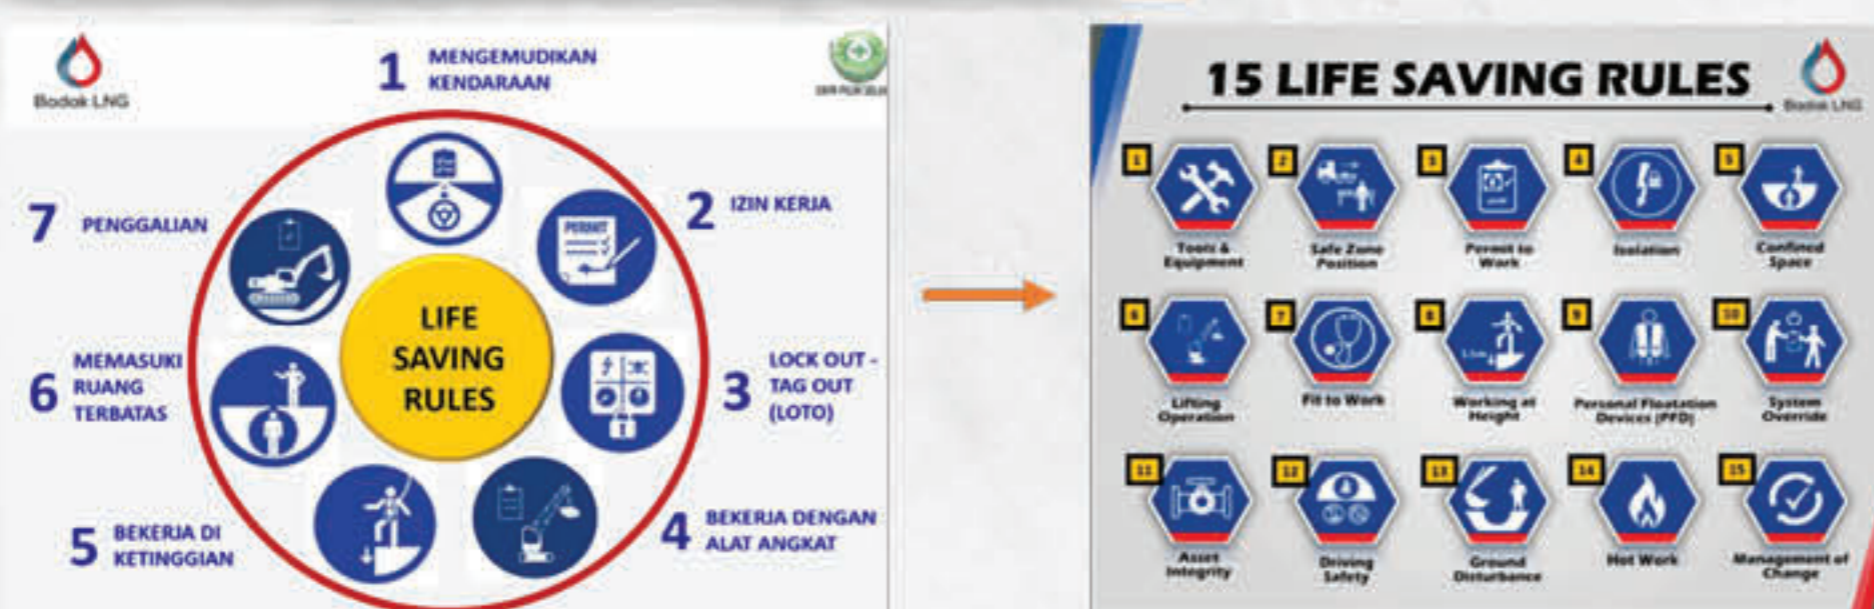 Badak LNG
1
MENGEMUDIKAN
KENDARAAN
2
IZIN KERJA
PERMIT
3
LOCK OUT -
TAG OUT
(LOTO)
4
BEKERJA DENGAN
ALAT ANGKAT
5
BEKERJA DI
KETINGGIAN
6
MEMASUKI
RUANG
TERBATAS
7
PENGGALIAN
LIFE
SAVING
RULES
15 LIFE SAVING RULES
Badak LNG
1
Tools &
Equipment
2
Safe Zone
Position
3
Permit to
Work
4
Isolation
5
Confined
Space
6
Lifting
Operation
7
Fit to Work
8
Working at
Height
9
Personal Floatation
Devices (PFD)
10
System
Override
11
Asset
Integrity
12
Driving
Safety
13
Ground
Disturbance
14
Hot Work
15
Management of
Change